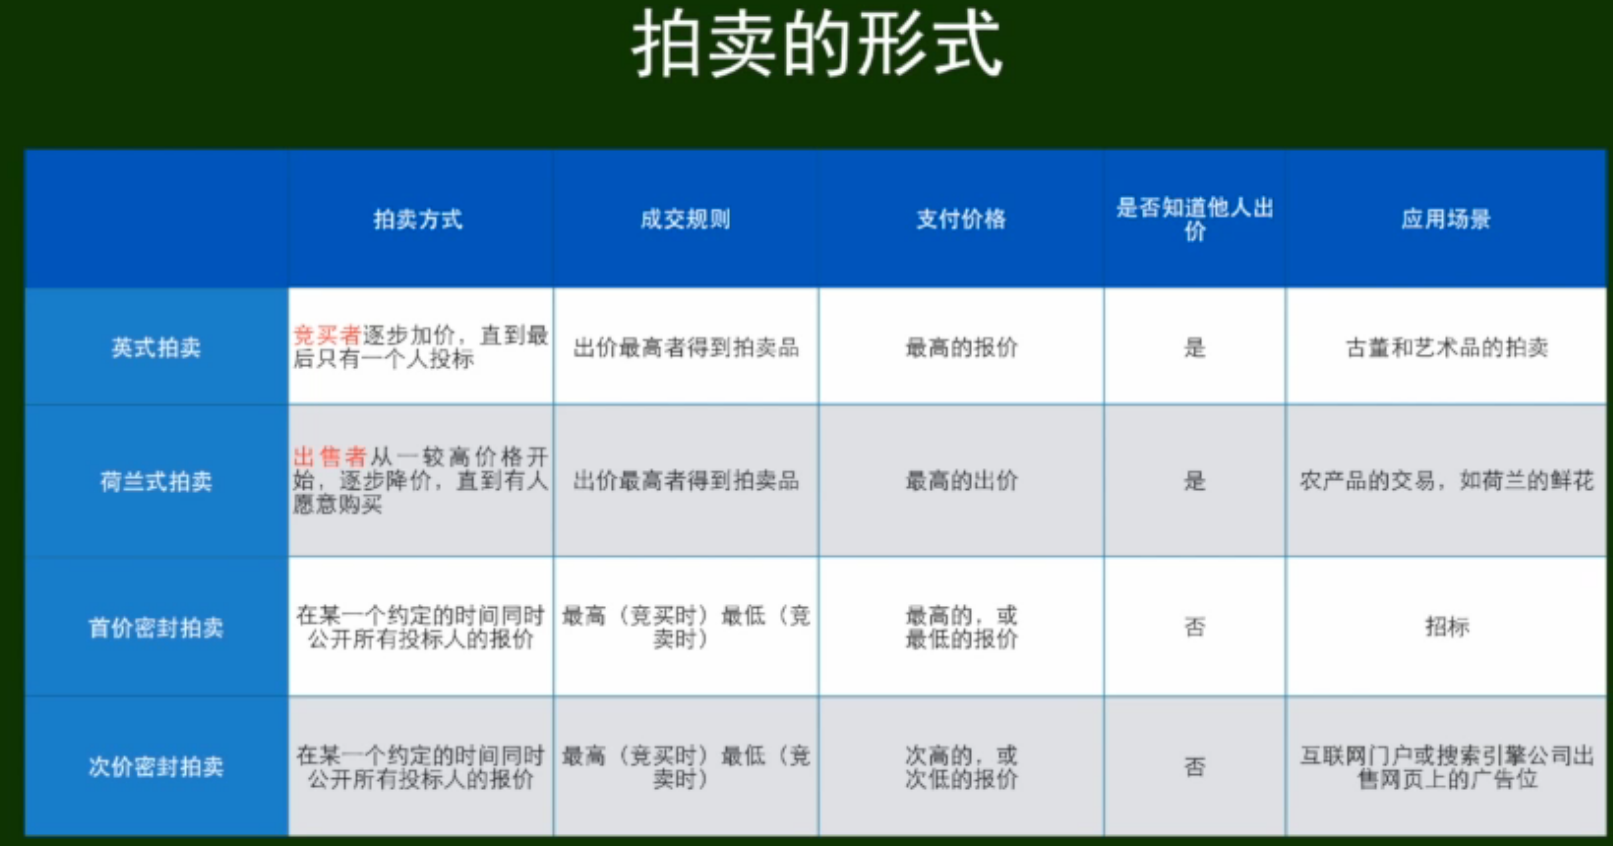 拍卖的形式
拍卖方式
成交规则
支付价格
是否知道他人出
价
应用场景
英式拍卖
竞买者逐步加价，直到最
后只有一个人投标
出价最高者得到拍卖品
最高的报价
是
古董和艺术品的拍卖
荷兰式拍卖
出售者从一较高价格开
始，逐步降价，直到有人
愿意购买
出价最高者得到拍卖品
最高的出价
是
农产品的交易，如荷兰的鲜花
首价密封拍卖
在某一个约定的时间同时
公开所有投标人的报价
最高（竞买时）最低（竞
卖时）
最高的，或
最低的报价
否
招标
次价密封拍卖
在某一个约定的时间同时
公开所有投标人的报价
最高（竞买时）最低（竞
卖时）
次高的，或
次低的报价
否
互联网门户或搜索引擎公司出
售网页上的广告位